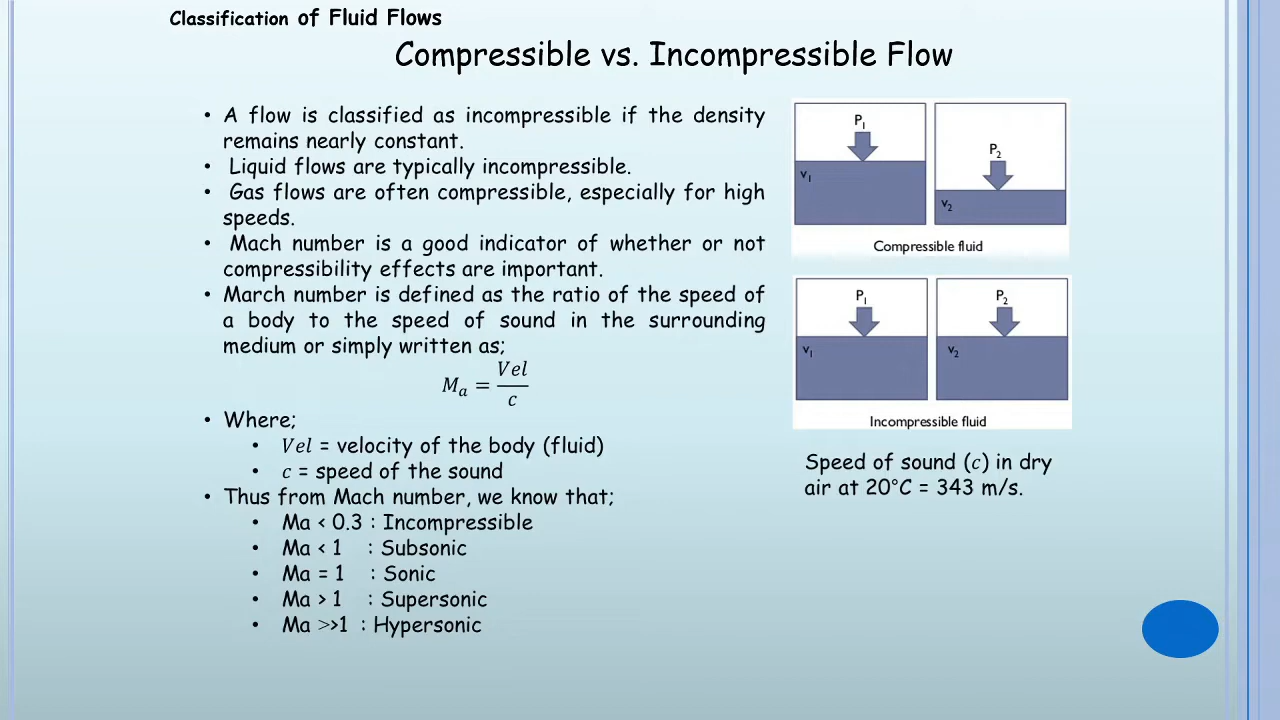 Classification of Fluid Flows
Compressible vs. Incompressible Flow
• A flow is classified as incompressible if the density
remains nearly constant.
• Liquid flows are typically incompressible.
• Gas flows are often compressible, especially for high
speeds.
• Mach number is a good indicator of whether or not
compressibility effects are important.
• March number is defined as the ratio of the speed of
a body to the speed of sound in the surrounding
medium or simply written as;
Mₐ = Vel / c
• Where;
• Vel = velocity of the body (fluid)
• c = speed of the sound
• Thus from Mach number, we know that;
• Ma < 0.3 : Incompressible
• Ma < 1 : Subsonic
• Ma = 1 : Sonic
• Ma > 1 : Supersonic
• Ma >>1 : Hypersonic
P₁
P₂
v₁
v₂
Compressible fluid
P₁
P₂
v₁
v₂
Incompressible fluid
Speed of sound (c) in dry
air at 20°C = 343 m/s.